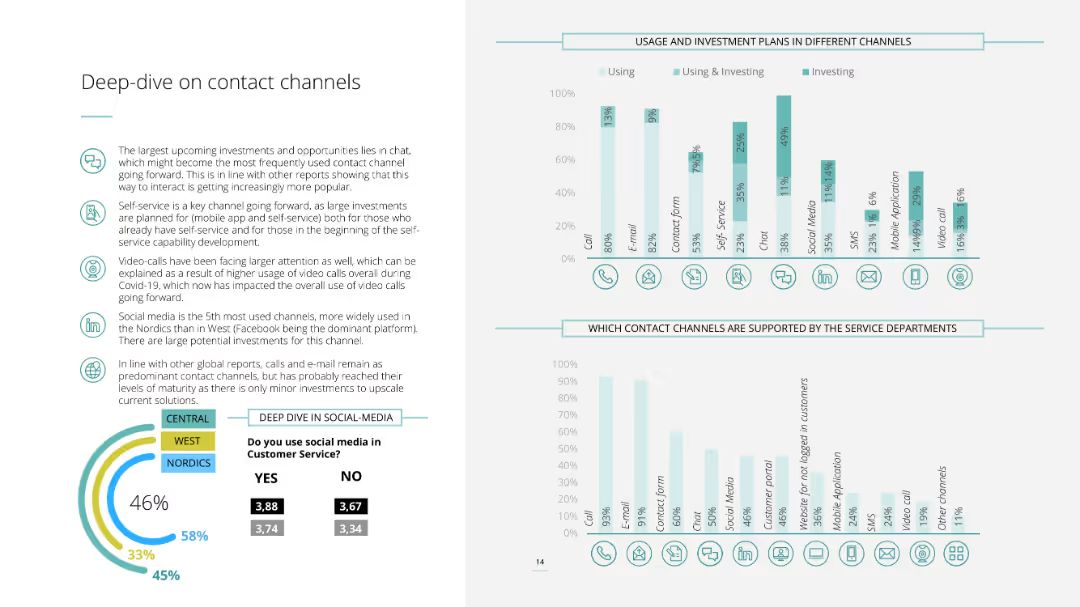 Deep-dive on contact channels
The largest upcoming investments and opportunities lies in chat,
which might become the most frequently used contact channel
going forward. This is in line with other reports showing that this
way to interact is getting increasingly more popular.
Self-service is a key channel going forward, as large investments
are planned for (mobile app and self-service) both for those who
already have self-service and for those in the beginning of the self-
service capability development.
Video-calls have been facing larger attention as well, which can be
explained as a result of higher usage of video calls overall during
Covid-19, which now has impacted the overall use of video calls
going forward.
Social media is the 5th most used channels, more widely used in
the Nordics than in West (Facebook being the dominant platform).
There are large potential investments for this channel.
In line with other global reports, calls and e-mail remain as
predominant contact channels, but has probably reached their
levels of maturity as there is only minor investments to upscale
current solutions.
CENTRAL
WEST
NORDICS
46%
58%
33%
45%
DEEP DIVE IN SOCIAL-MEDIA
Do you use social media in
Customer Service?
YES NO
3,88 3,67
3,74 3,34
USAGE AND INVESTMENT PLANS IN DIFFERENT CHANNELS
Using Using & Investing Investing
100%
80%
60%
40%
20%
0%
Call
80%
13%
E-mail
82%
9%
Contact form
53%
7%
5%
Self- Service
23%
35%
25%
Chat
38%
11%
49%
Social Media
35%
11%
14%
SMS
23%
1%
6%
Mobile Application
14%
9%
29%
Video call
16%
3%
16%
WHICH CONTACT CHANNELS ARE SUPPORTED BY THE SERVICE DEPARTMENTS
100%
90%
80%
70%
60%
50%
40%
30%
20%
10%
0%
Call
93%
E-mail
91%
Contact form
60%
Chat
50%
Social Media
46%
Customer portal
46%
Website for not logged in customers
36%
Mobile Application
24%
SMS
24%
Video call
19%
Other channels
11%
14